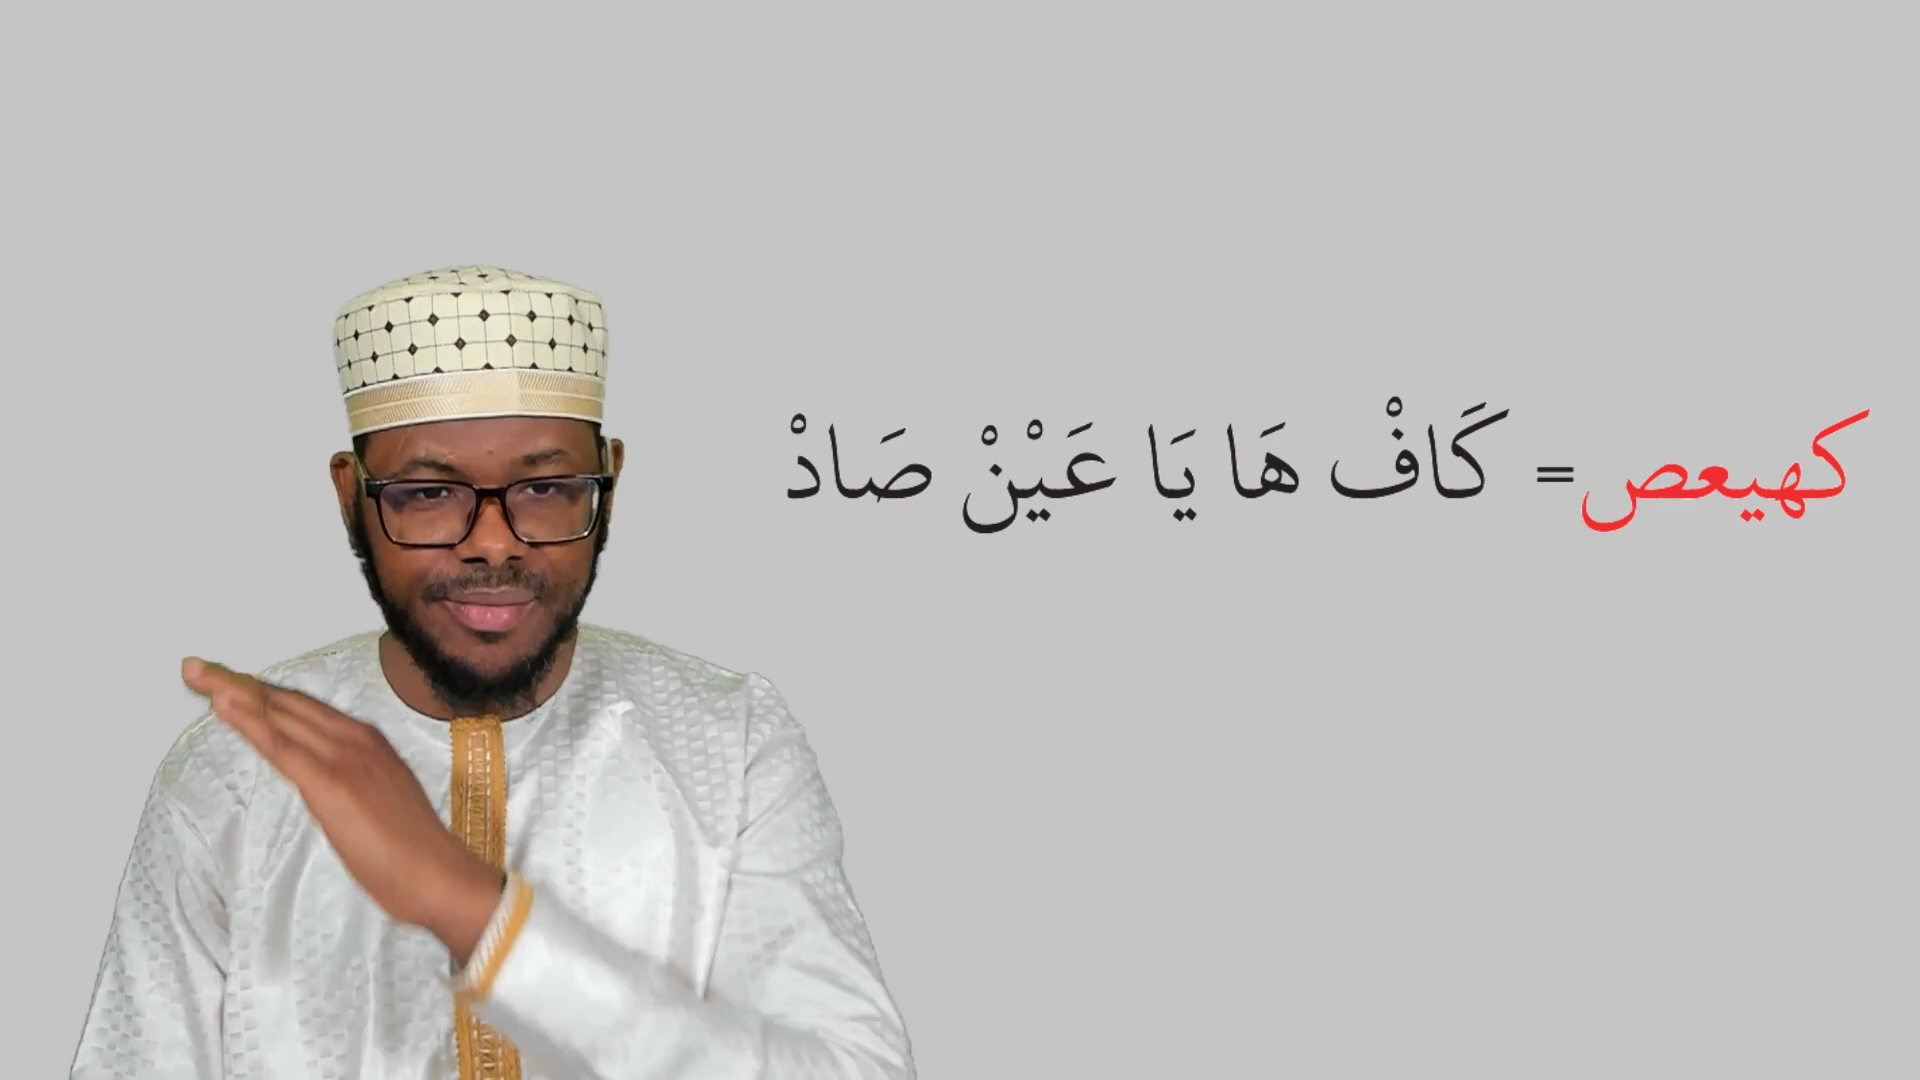 كهيعص= كَافْ هَا يَا عَيْنْ صَادْ